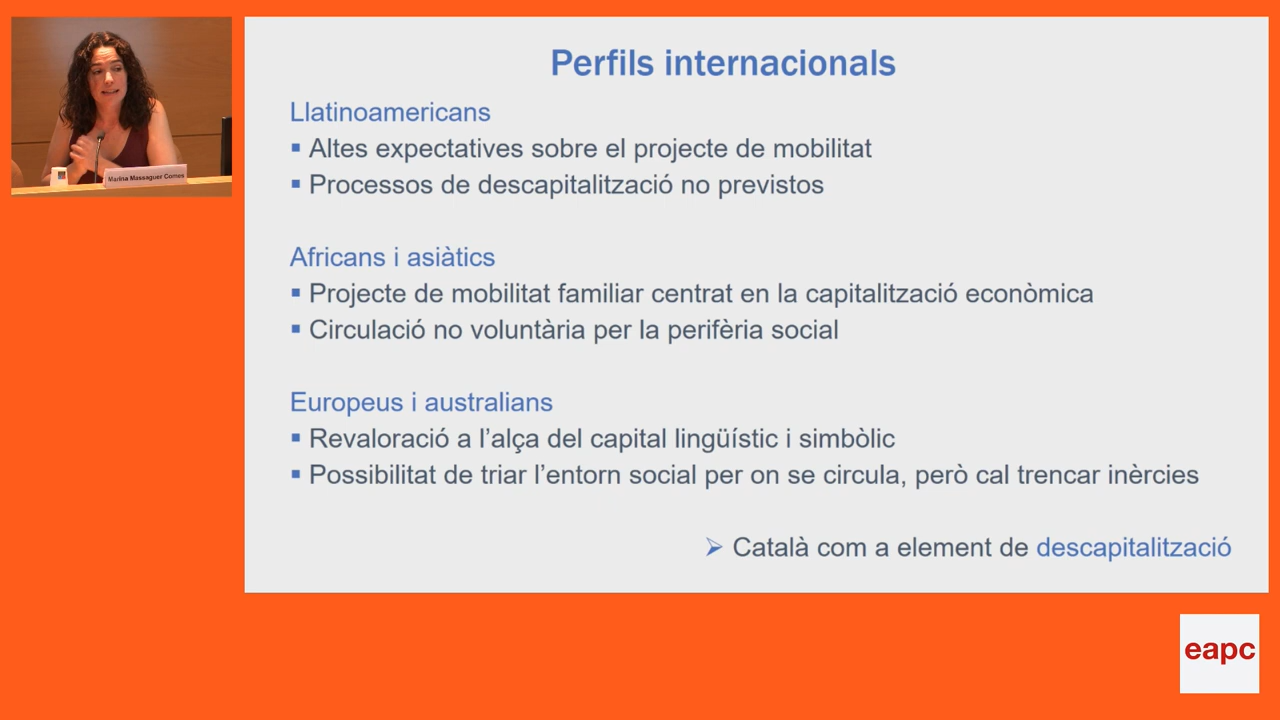 Perfils internacionals
Llatinoamericans
▪ Altes expectatives sobre el projecte de mobilitat
▪ Processos de descapitalització no previstos
Africans i asiàtics
▪ Projecte de mobilitat familiar centrat en la capitalització econòmica
▪ Circulació no voluntària per la perifèria social
Europeus i australians
▪ Revaloració a l’alça del capital lingüístic i simbòlic
▪ Possibilitat de triar l’entorn social per on se circula, però cal trencar inèrcies
➢ Català com a element de descapitalització
Marina Massaguer Comes
eapc